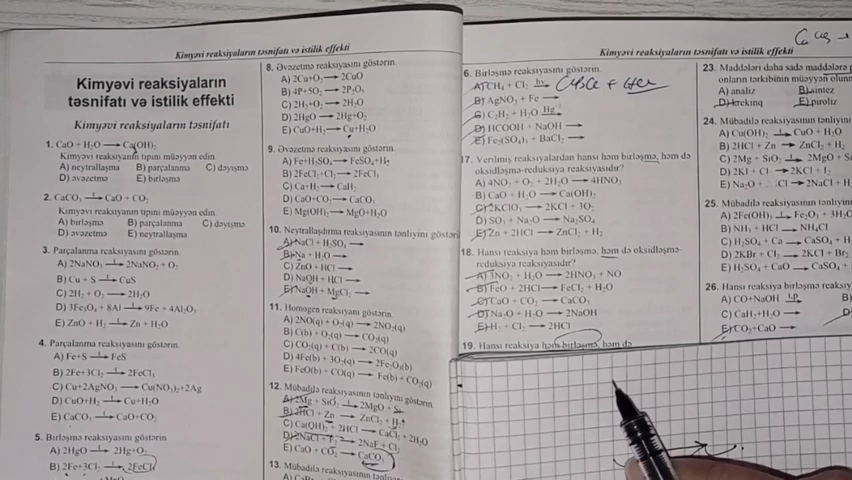 Kimyəvi reaksiyaların təsnifatı və istilik effekti
Kimyəvi reaksiyaların
təsnifatı və istilik effekti
Kimyəvi reaksiyaların təsnifatı
1. CaO + H₂O ⟶ Ca(OH)₂
Kimyəvi reaksiyanın tipini müəyyən edin.
A) neytrallaşma B) parçalanma C) dəyişmə
D) əvəzetmə E) birləşmə
2. CaCO₃ ⟶ CaO + CO₂
Kimyəvi reaksiyanın tipini müəyyən edin.
A) birləşmə B) parçalanma C) dəyişmə
D) əvəzetmə E) neytrallaşma
3. Parçalanma reaksiyasını göstərin.
A) 2NaNO₃ ⟶ 2NaNO₂ + O₂
B) Cu + S ⟶ CuS
C) 2H₂ + O₂ ⟶ 2H₂O
D) 3Fe₃O₄ + 8Al ⟶ 9Fe + 4Al₂O₃
E) ZnO + H₂ ⟶ Zn + H₂O
4. Parçalanma reaksiyasını göstərin.
A) Fe+S ⟶ FeS
B) 2Fe+3Cl₂ ⟶ 2FeCl₃
C) Cu+2AgNO₃ ⟶ Cu(NO₃)₂+2Ag
D) CuO+H₂ ⟶ Cu+H₂O
E) CaCO₃ ⟶ CaO+CO₂
5. Birləşmə reaksiyasını göstərin.
A) 2HgO ⟶ 2Hg+O₂
B) 2Fe+3Cl₂ ⟶ 2FeCl₃
8. Əvəzetmə reaksiyasını göstərin.
A) 2Cu+O₂ ⟶ 2CuO
B) 4P+5O₂ ⟶ 2P₂O₅
C) 2H₂+O₂ ⟶ 2H₂O
D) 2HgO ⟶ 2Hg+O₂
E) CuO+H₂ ⟶ Cu+H₂O
9. Əvəzetmə reaksiyasını göstərin.
A) Fe+H₂SO₄ ⟶ FeSO₄+H₂
B) 2FeCl₂+Cl₂ ⟶ 2FeCl₃
C) Ca+H₂ ⟶ CaH₂
D) CaO+CO₂ ⟶ CaCO₃
E) Mg(OH)₂ ⟶ MgO+H₂O
10. Neytrallaşdırma reaksiyasının tənliyini göstərin
A) NaCl + H₂SO₄ ⟶
B) Na + H₂O ⟶
C) ZnO + HCl ⟶
D) NaOH + HCl ⟶
E) NaOH + MgCl₂ ⟶
11. Homogen reaksiyanı göstərin.
A) 2NO(q) + O₂(q) ⟶ 2NO₂(q)
B) C(b) + O₂(q) ⟶ CO₂(q)
C) CO₂(q) + C(b) ⟶ 2CO(q)
D) 4Fe(b) + 3O₂(q) ⟶ 2Fe₂O₃(b)
E) FeO(b) + CO(q) ⟶ Fe(b) + CO₂(q)
12. Mübadilə reaksiyasının tənliyini göstərin.
A) 2Mg + SiO₂ ⟶ 2MgO + Si
B) 2HCl + Zn ⟶ ZnCl₂ + H₂
C) Ca(OH)₂ + 2HCl ⟶ CaCl₂ + 2H₂O
D) 2NaCl + F₂ ⟶ 2NaF + Cl₂
E) CaO + CO₂ ⟶ CaCO₃
13. Mübadilə reaksiyasının
Kimyəvi reaksiyaların təsnifatı və istilik effekti
6. Birləşmə reaksiyasını göstərin.
A) CH₄ + Cl₂ hν ⟶
B) AgNO₃ + Fe ⟶
C) C₂H₂ + H₂O Hg⁺² ⟶
D) HCOOH + NaOH ⟶
E) Fe₂(SO₄)₃ + BaCl₂ ⟶
17. Verilmiş reaksiyalardan hansı həm birləşmə, həm də
oksidləşmə-reduksiya reaksiyasıdır?
A) 4NO₂ + O₂ + 2H₂O ⟶ 4HNO₃
B) CaO + H₂O ⟶ Ca(OH)₂
C) 2KClO₃ ⟶ 2KCl + 3O₂
D) SO₃ + Na₂O ⟶ Na₂SO₄
E) Zn + 2HCl ⟶ ZnCl₂ + H₂
18. Hansı reaksiya həm birləşmə, həm də oksidləşmə-
reduksiya reaksiyasıdır?
A) 3NO₂ + H₂O ⟶ 2HNO₃ + NO
B) FeO + 2HCl ⟶ FeCl₂ + H₂O
C) CaO + CO₂ ⟶ CaCO₃
D) Na₂O + H₂O ⟶ 2NaOH
E) H₂ + Cl₂ ⟶ 2HCl
19. Hansı reaksiya həm birləşmə, həm də
23. Maddələri daha sadə maddələrə
onların tərkibinin müəyyən olunm
A) analiz B) sintez
D) krekinq E) piroliz
24. Mübadilə reaksiyasının tənliyini
A) Cu(OH)₂ ⟶ CuO + H₂O
B) 2HCl + Zn ⟶ ZnCl₂ + H₂
C) 2Mg + SiO₂ ⟶ 2MgO + Si
D) 2KI + Cl₂ ⟶ 2KCl + I₂
25. Mübadilə reaksiyasının tənliyini
A) 2Fe(OH)₃ ⟶ Fe₂O₃ + 3H₂O
B) NH₃ + HCl ⟶ NH₄Cl
C) H₂SO₄ + Ca ⟶ CaSO₄ + H₂
D) 2KBr + Cl₂ ⟶ 2KCl + Br₂
E) H₂SO₄ + CaO ⟶ CaSO₄ +
26. Hansı reaksiya birləşmə reaksiy
A) CO+NaOH t,p ⟶ B)
C) CaH₂+H₂O ⟶ D
E) CO₂+CaO ⟶